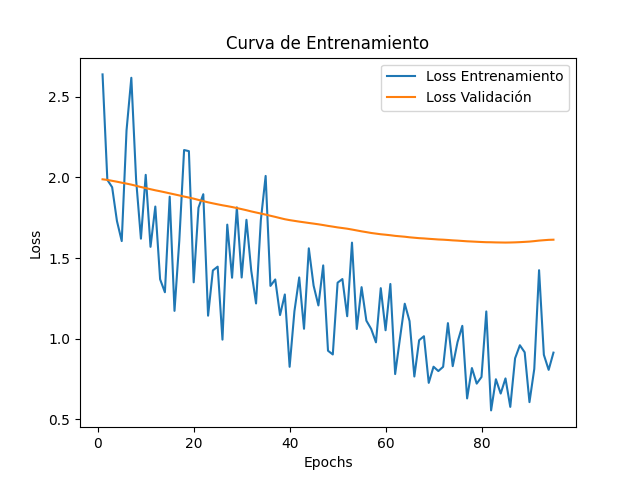 Curva de Entrenamiento
Loss Entrenamiento
Loss Validación
2.5
2.0
1.5
1.0
0.5
Loss
0
20
40
60
80
Epochs